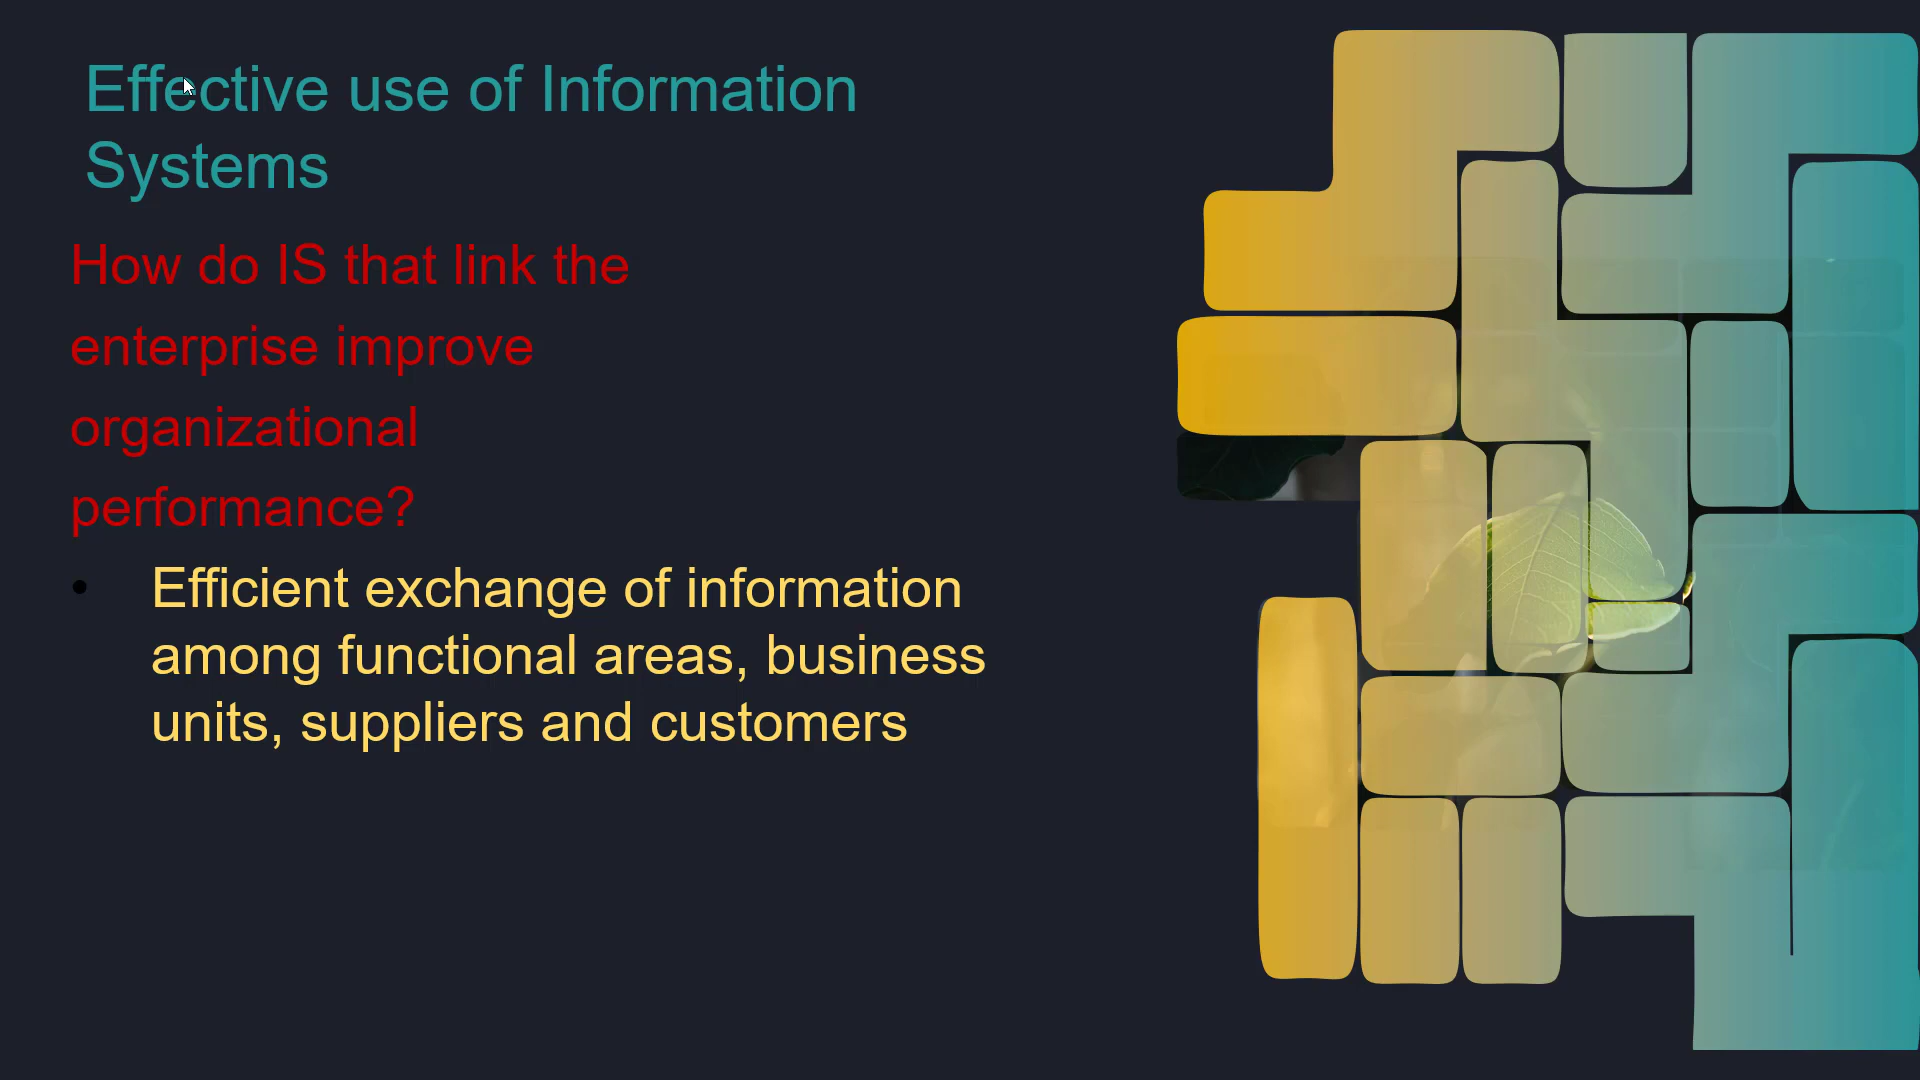 Effective use of Information
Systems
How do IS that link the
enterprise improve
organizational
performance?
• Efficient exchange of information
among functional areas, business
units, suppliers and customers